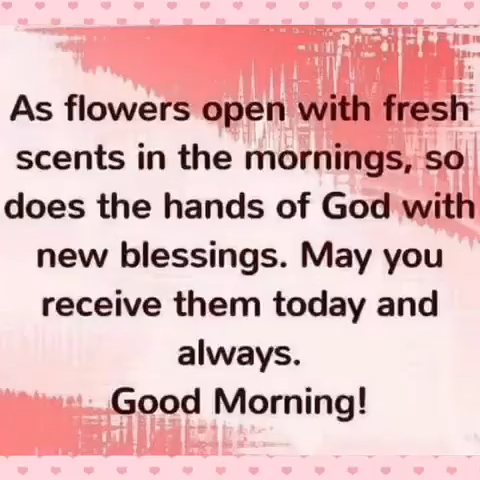 As flowers open with fresh
scents in the mornings, so
does the hands of God with
new blessings. May you
receive them today and
always.
Good Morning!